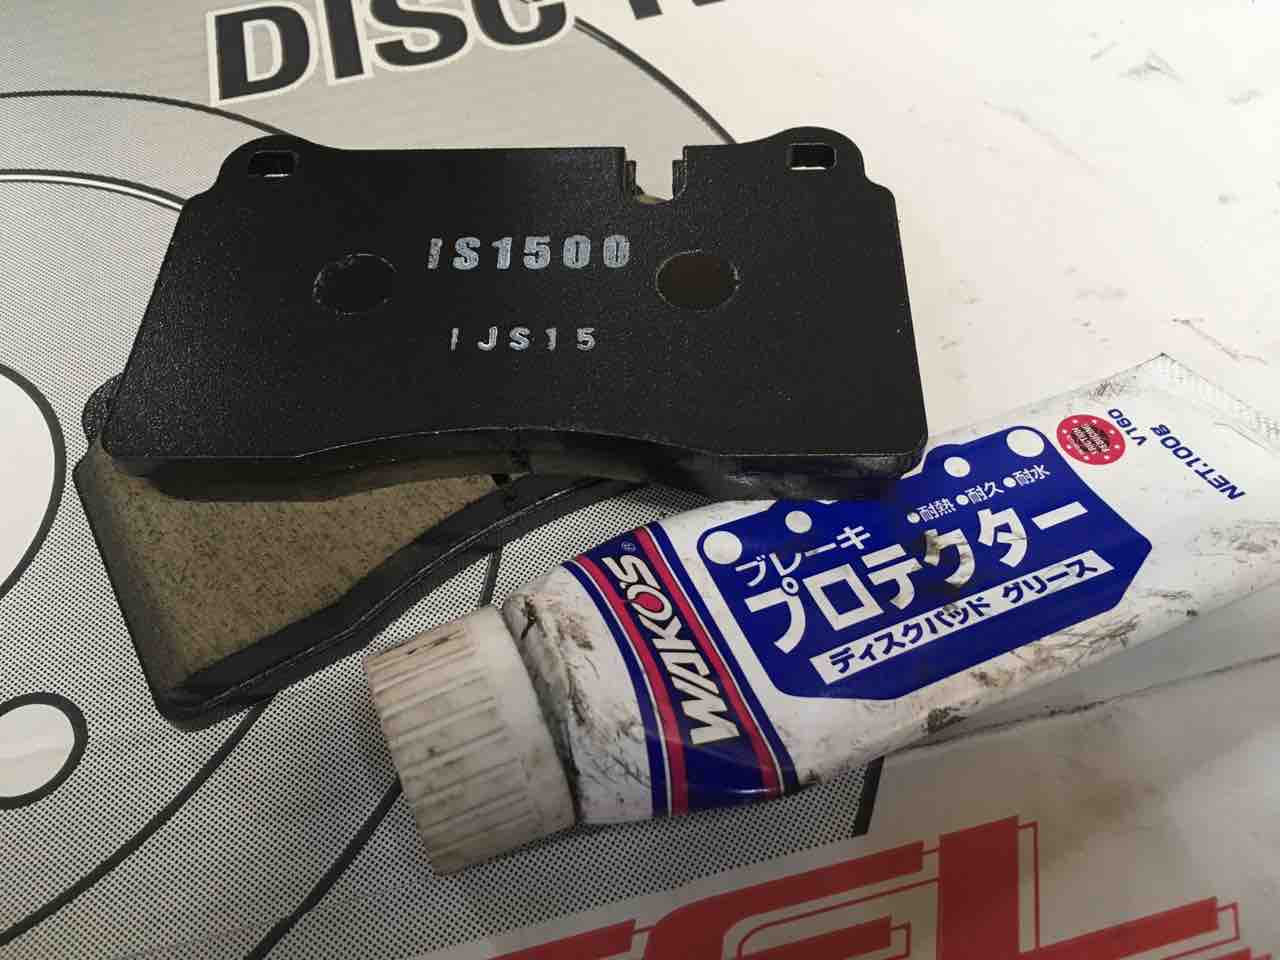 DISC
IS1500
IJS15
V160
NET.100g
●耐熱 ●耐久 ●耐水
ブレーキ
プロテクター
ディスクパッド グリース
WAKO'S®